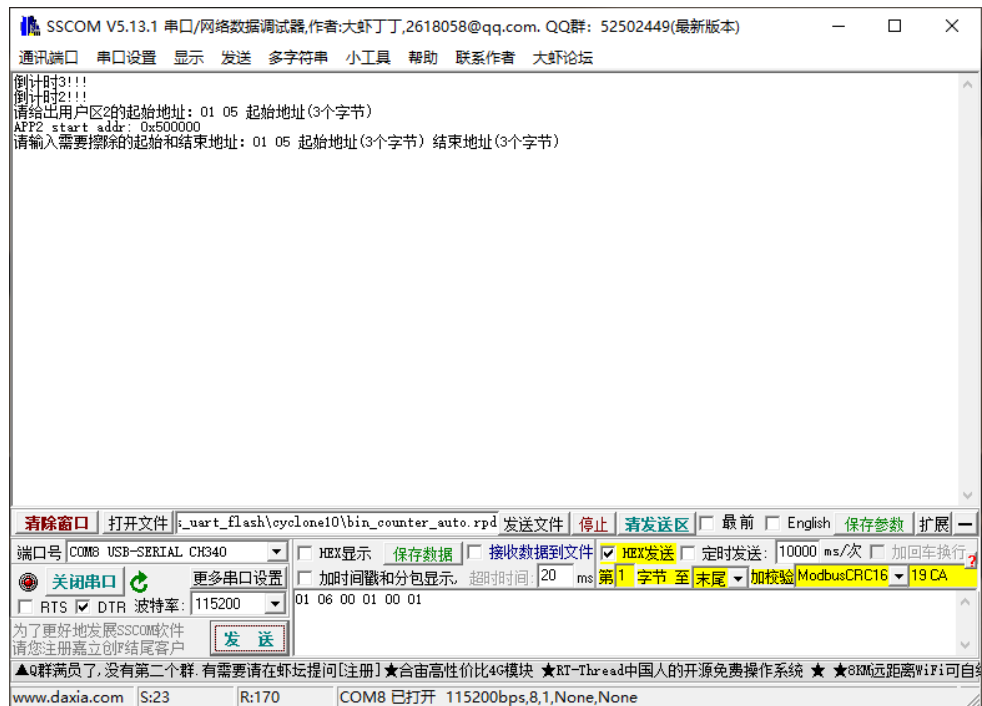 SSCOM V5.13.1 串口/网络数据调试器,作者:大虾丁丁,2618058@qq.com. QQ群: 52502449(最新版本)
通讯端口 串口设置 显示 发送 多字符串 小工具 帮助 联系作者 大虾论坛
倒计时3!!!
倒计时2!!!
请给出用户区2的起始地址: 01 05 起始地址(3个字节)
APP2 start addr: 0x500000
请输入需要擦除的起始和结束地址: 01 05 起始地址(3个字节) 结束地址(3个字节)
清除窗口 打开文件 s_uart_flash\cyclone10\bin_counter_auto.rpd 发送文件 停止 清发送区 最前 English 保存参数 扩展 —
端口号 COM8 USB-SERIAL CH340 HEX显示 保存数据 接收数据到文件 HEX发送 定时发送: 10000 ms/次 加回车换行 ?
关闭串口 更多串口设置 加时间戳和分包显示, 超时时间: 20 ms 第 1 字节 至 末尾 加校验 ModbusCRC16 19 CA
RTS DTR 波特率: 115200 01 06 00 01 00 01
为了更好地发展SSCOM软件
请您注册嘉立创F结尾客户
发 送
▲Q群满员了,没有第二个群.有需要请在虾坛提问[注册]★合宙高性价比4G模块 ★RT-Thread中国人的开源免费操作系统 ★ ★8KM远距离WiFi可自
www.daxia.com S:23 R:170 COM8 已打开 115200bps,8,1,None,None